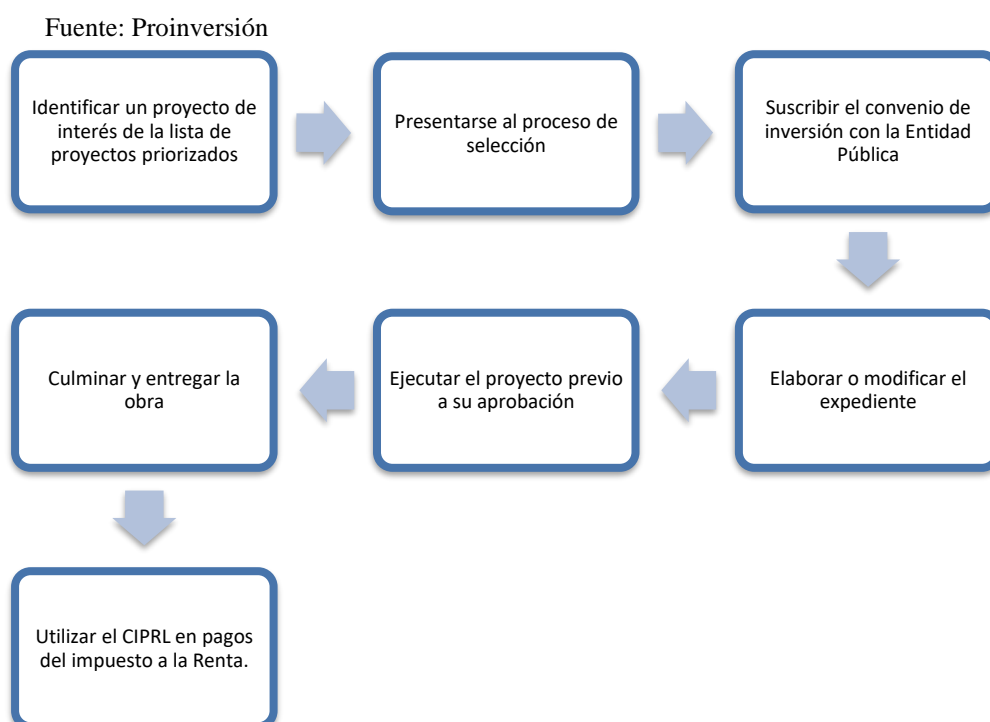 Fuente: Proinversión
Identificar un proyecto de
interés de la lista de
proyectos priorizados
Presentarse al proceso de
selección
Suscribir el convenio de
inversión con la Entidad
Pública
Elaborar o modificar el
expediente
Ejecutar el proyecto previo
a su aprobación
Culminar y entregar la
obra
Utilizar el CIPRL en pagos
del impuesto a la Renta.